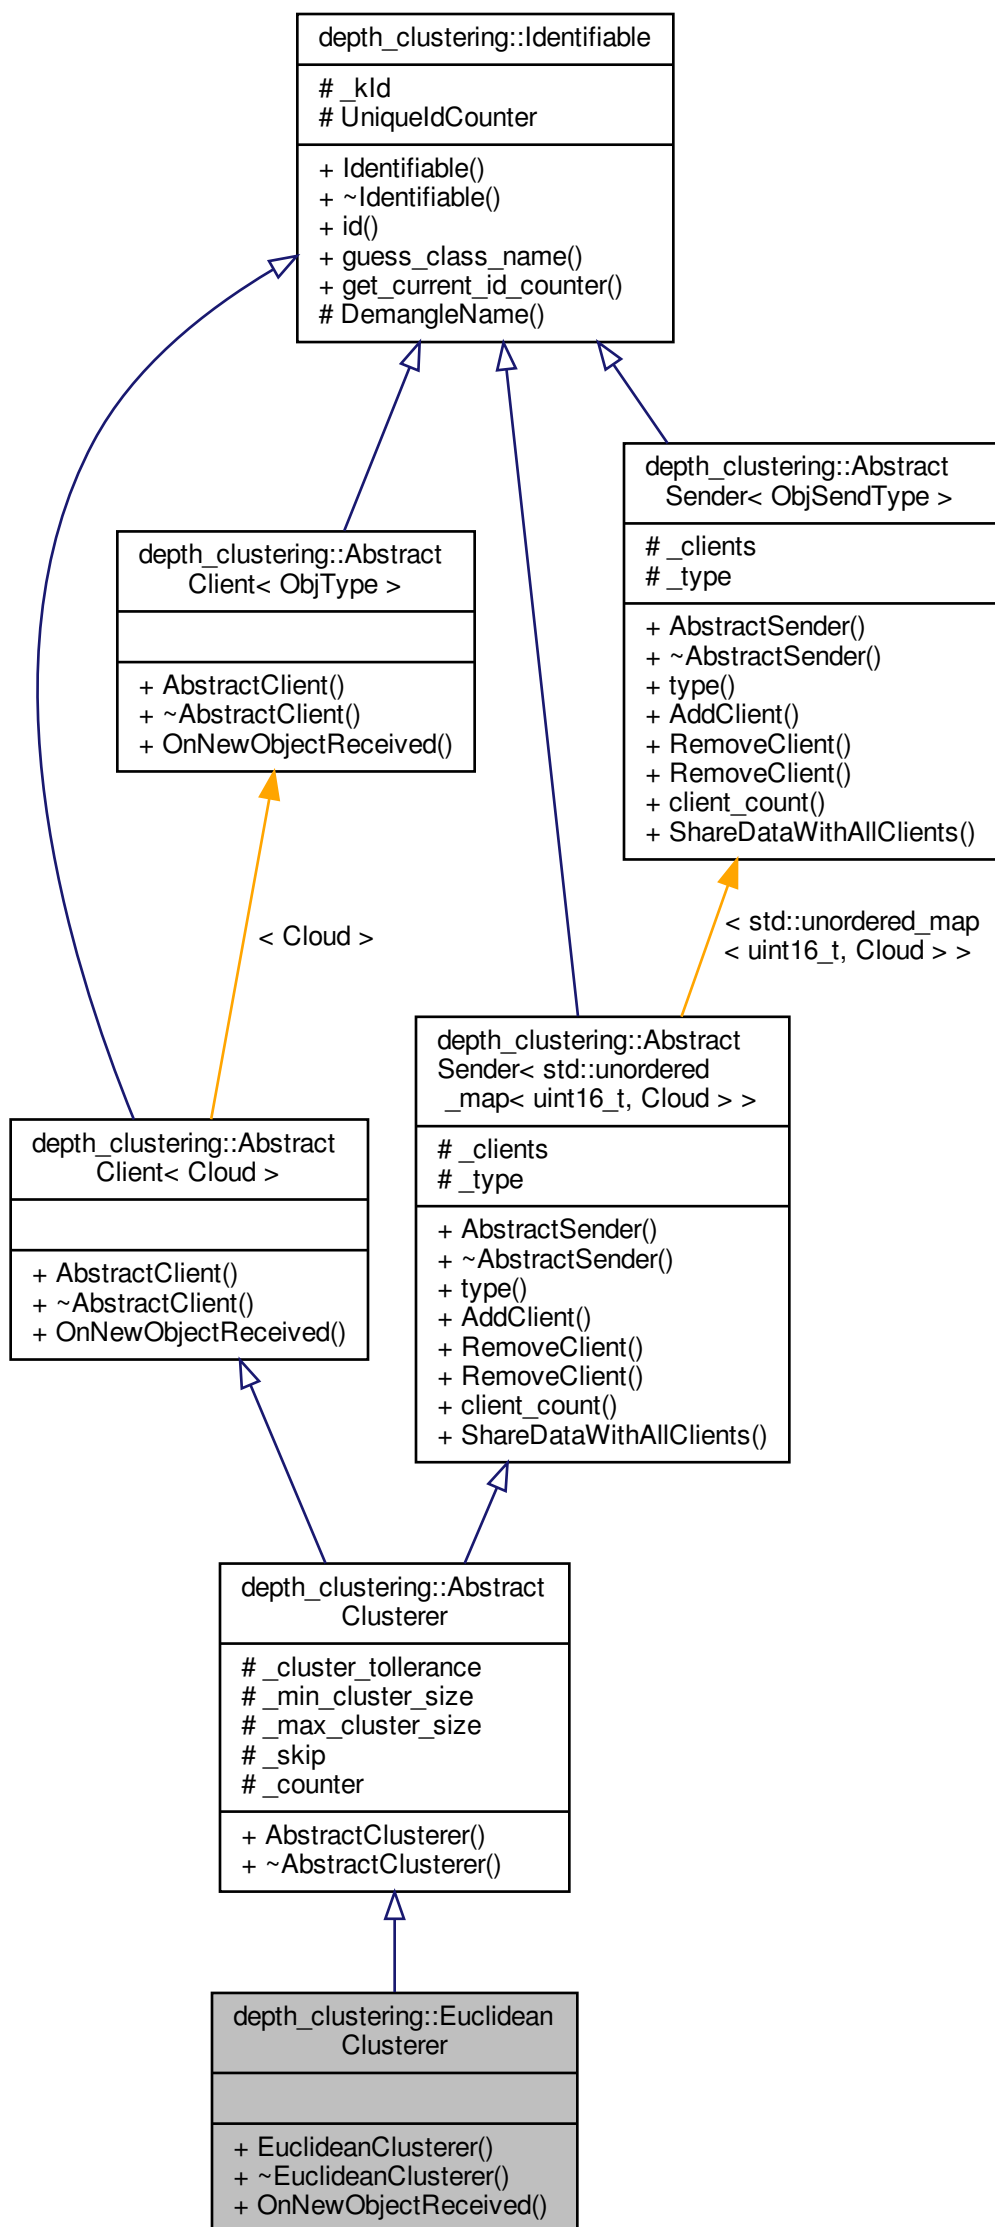 depth_clustering::Identifiable
# _kId
# UniqueIdCounter
+ Identifiable()
+ ~Identifiable()
+ id()
+ guess_class_name()
+ get_current_id_counter()
# DemangleName()
depth_clustering::Abstract
Sender< ObjSendType >
# _clients
# _type
+ AbstractSender()
+ ~AbstractSender()
+ type()
+ AddClient()
+ RemoveClient()
+ RemoveClient()
+ client_count()
+ ShareDataWithAllClients()
depth_clustering::Abstract
Client< ObjType >
+ AbstractClient()
+ ~AbstractClient()
+ OnNewObjectReceived()
< Cloud >
< std::unordered_map
< uint16_t, Cloud > >
depth_clustering::Abstract
Sender< std::unordered
_map< uint16_t, Cloud > >
# _clients
# _type
+ AbstractSender()
+ ~AbstractSender()
+ type()
+ AddClient()
+ RemoveClient()
+ RemoveClient()
+ client_count()
+ ShareDataWithAllClients()
depth_clustering::Abstract
Client< Cloud >
+ AbstractClient()
+ ~AbstractClient()
+ OnNewObjectReceived()
depth_clustering::Abstract
Clusterer
# _cluster_tollerance
# _min_cluster_size
# _max_cluster_size
# _skip
# _counter
+ AbstractClusterer()
+ ~AbstractClusterer()
depth_clustering::Euclidean
Clusterer
+ EuclideanClusterer()
+ ~EuclideanClusterer()
+ OnNewObjectReceived()